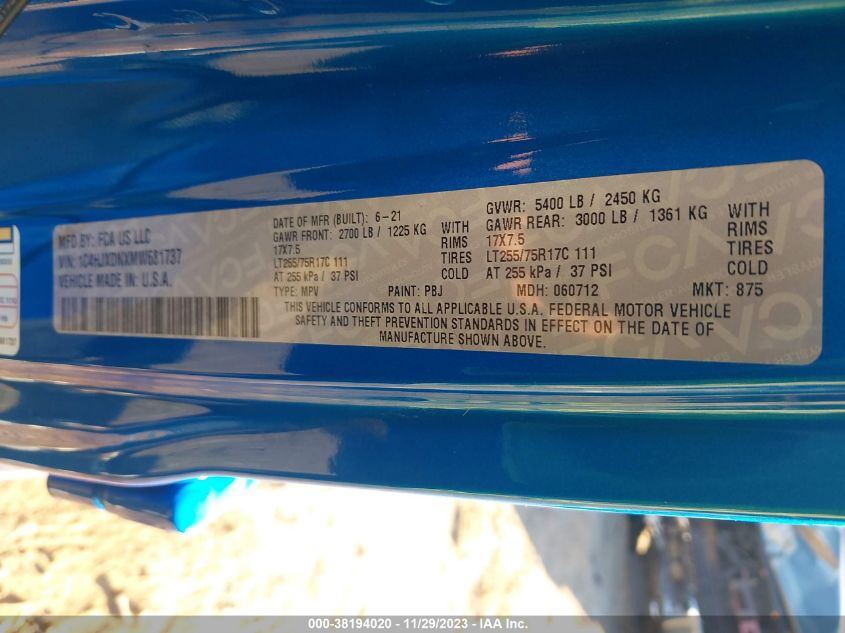 MFD BY: FCA US LLC
VIN: 1C4HJXDNXMW681737
VEHICLE MADE IN U.S.A.
DATE OF MFR (BUILT): 6-21
GAWR FRONT: 2700 LB / 1225 KG WITH
17X7.5 RIMS
LT255/75R17C 111 TIRES
AT 255 kPa / 37 PSI COLD
GVWR: 5400 LB / 2450 KG
GAWR REAR: 3000 LB / 1361 KG WITH
17X7.5 RIMS
LT255/75R17C 111 TIRES
AT 255 kPa / 37 PSI COLD
TYPE: MPV PAINT: PBJ MDH: 060712 MKT: 875
THIS VEHICLE CONFORMS TO ALL APPLICABLE U.S.A. FEDERAL MOTOR VEHICLE
SAFETY AND THEFT PREVENTION STANDARDS IN EFFECT ON THE DATE OF
MANUFACTURE SHOWN ABOVE.
000-38194020 - 11/29/2023 - IAA Inc.